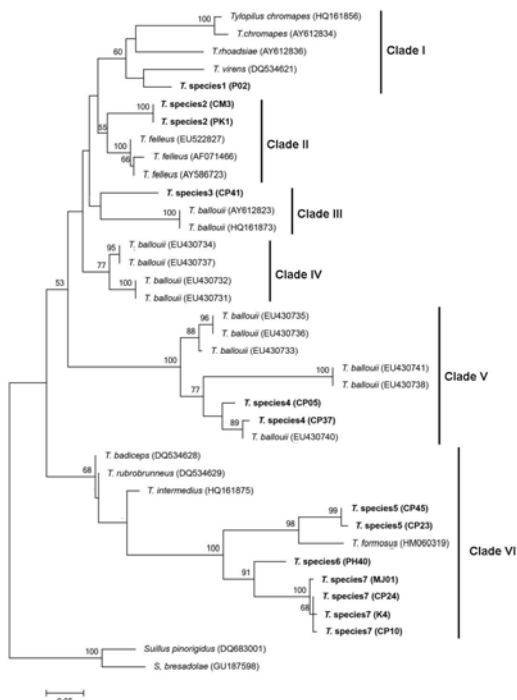 100
Tylopilus chromapes (HQ161856)
T.chromapes (AY612834)
60
T.rhoadsiae (AY612836)
Clade I
T. virens (DQ534621)
T. species1 (P02)
100
T. species2 (CM3)
T. species2 (PK1)
55
T. felleus (EU522827)
Clade II
100
T. felleus (AF071466)
66
T. felleus (AY586723)
T. species3 (CP41)
T. ballouii (AY612823)
Clade III
100
T. ballouii (HQ161873)
95
T. ballouii (EU430734)
T. ballouii (EU430737)
77
Clade IV
T. ballouii (EU430732)
100
T. ballouii (EU430731)
53
T. ballouii (EU430735)
96
T. ballouii (EU430736)
88
T. ballouii (EU430733)
100
100
T. ballouii (EU430741)
Clade V
T. ballouii (EU430738)
77
T. species4 (CP05)
T. species4 (CP37)
89
T. ballouii (EU430740)
T. badiceps (DQ534628)
68
T. rubrobrunneus (DQ534629)
T. intermedius (HQ161875)
99
T. species5 (CP45)
T. species5 (CP23)
98
T. formosus (HM060319)
100
Clade VI
T. species6 (PH40)
91
T. species7 (MJ01)
100
T. species7 (CP24)
68
T. species7 (K4)
T. species7 (CP10)
Suillus pinorigidus (DQ683001)
100
S, bresadolae (GU187598)
0.05